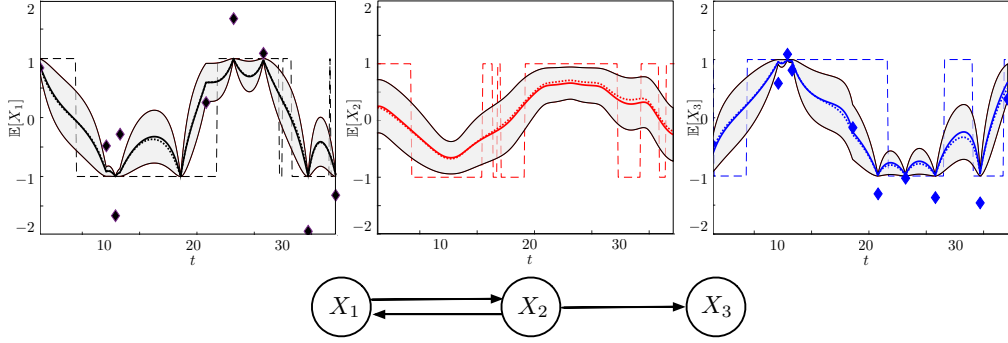 2 2 2
1 1 1
𝔼[X₁] 0 𝔼[X₂] 0 𝔼[X₃] 0
−1 −1 −1
−2 −2 −2
10 20 30 10 20 30 10 20 30
t t t
X₁ X₂ X₃